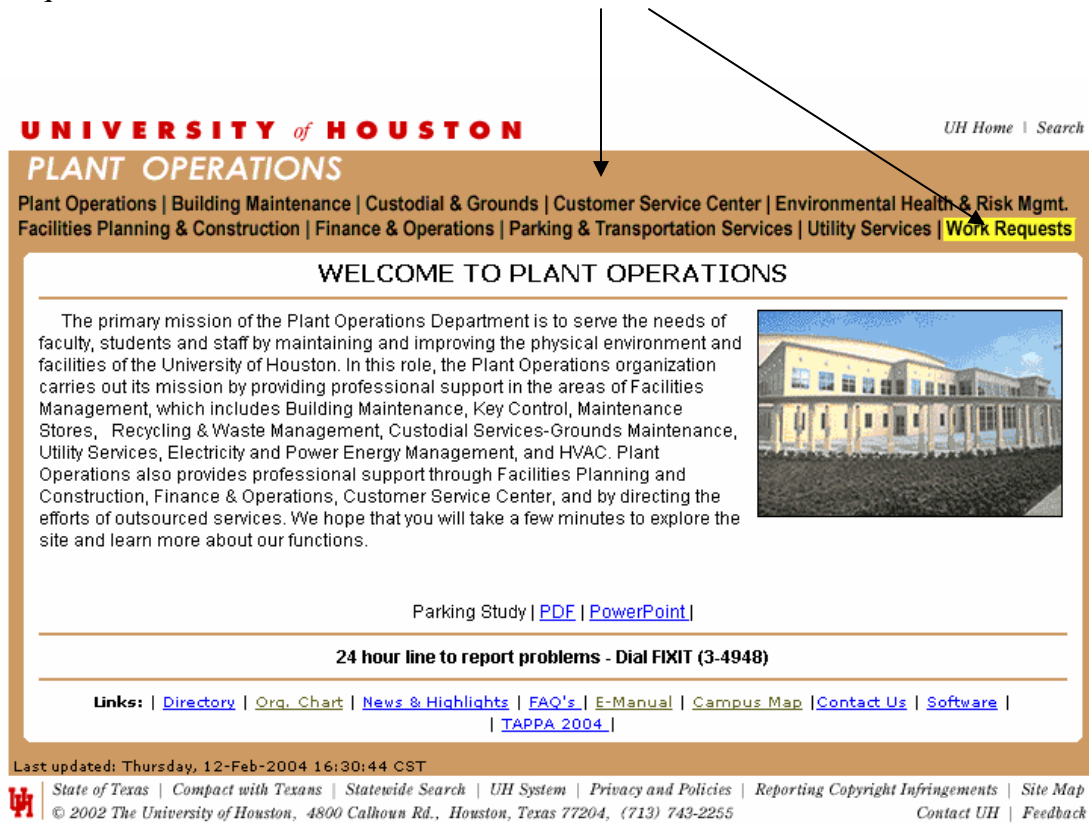 UNIVERSITY of HOUSTON
UH Home | Search
PLANT OPERATIONS
Plant Operations | Building Maintenance | Custodial & Grounds | Customer Service Center | Environmental Health & Risk Mgmt.
Facilities Planning & Construction | Finance & Operations | Parking & Transportation Services | Utility Services | Work Requests
WELCOME TO PLANT OPERATIONS
The primary mission of the Plant Operations Department is to serve the needs of
faculty, students and staff by maintaining and improving the physical environment and
facilities of the University of Houston. In this role, the Plant Operations organization
carries out its mission by providing professional support in the areas of Facilities
Management, which includes Building Maintenance, Key Control, Maintenance
Stores, Recycling & Waste Management, Custodial Services-Grounds Maintenance,
Utility Services, Electricity and Power Energy Management, and HVAC. Plant
Operations also provides professional support through Facilities Planning and
Construction, Finance & Operations, Customer Service Center, and by directing the
efforts of outsourced services. We hope that you will take a few minutes to explore the
site and learn more about our functions.
Parking Study | PDF | PowerPoint |
24 hour line to report problems - Dial FIXIT (3-4948)
Links: | Directory | Org. Chart | News & Highlights | FAQ's | E-Manual | Campus Map | Contact Us | Software |
| TAPPA 2004 |
Last updated: Thursday, 12-Feb-2004 16:30:44 CST
State of Texas | Compact with Texans | Statewide Search | UH System | Privacy and Policies | Reporting Copyright Infringements | Site Map
© 2002 The University of Houston, 4800 Calhoun Rd., Houston, Texas 77204, (713) 743-2255 Contact UH | Feedback